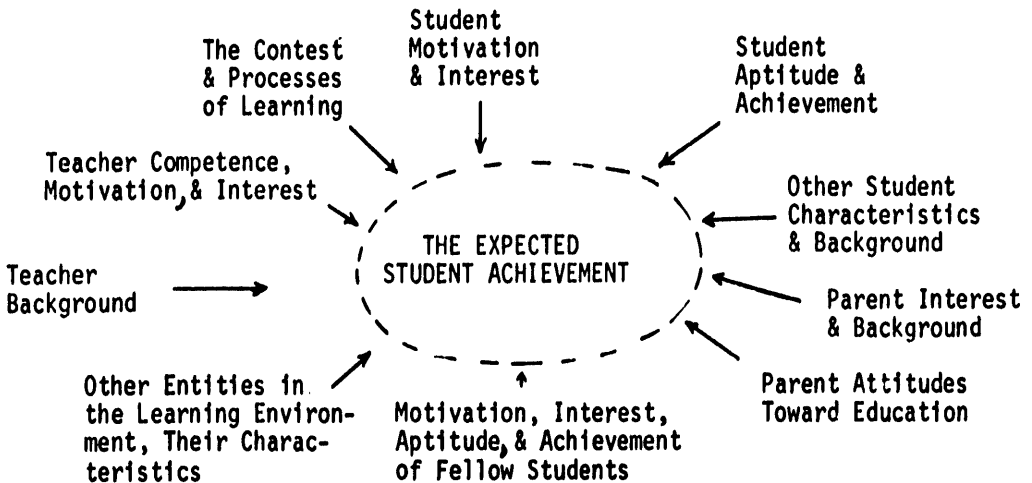 Student
Motivation
& Interest
The Contest
& Processes
of Learning
Student
Aptitude &
Achievement
Teacher Competence,
Motivation, & Interest
Other Student
Characteristics
& Background
THE EXPECTED
STUDENT ACHIEVEMENT
Teacher
Background
Parent Interest
& Background
Other Entities in
the Learning Environ-
ment, Their Charac-
teristics
Motivation, Interest,
Aptitude, & Achievement
of Fellow Students
Parent Attitudes
Toward Education